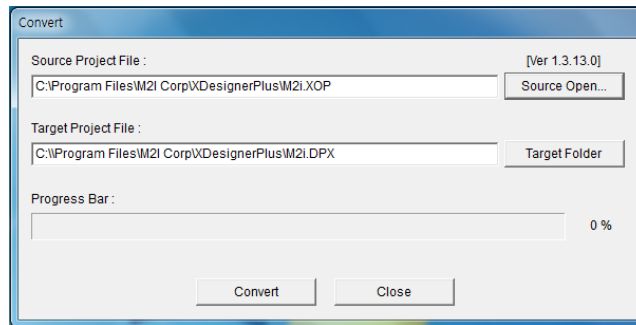 Convert
Source Project File :
[Ver 1.3.13.0]
C:\Program Files\M2I Corp\XDesignerPlus\M2i.XOP
Source Open...
Target Project File :
C:\\Program Files\M2I Corp\XDesignerPlus\M2i.DPX
Target Folder
Progress Bar :
0 %
Convert
Close